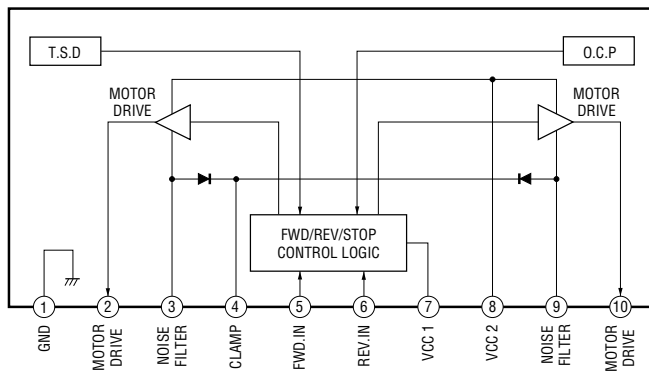 T.S.D
O.C.P
MOTOR
DRIVE
MOTOR
DRIVE
FWD/REV/STOP
CONTROL LOGIC
1
2
3
4
5
6
7
8
9
10
GND
MOTOR
DRIVE
NOISE
FILTER
CLAMP
FWD.IN
REV.IN
VCC 1
VCC 2
NOISE
FILTER
MOTOR
DRIVE